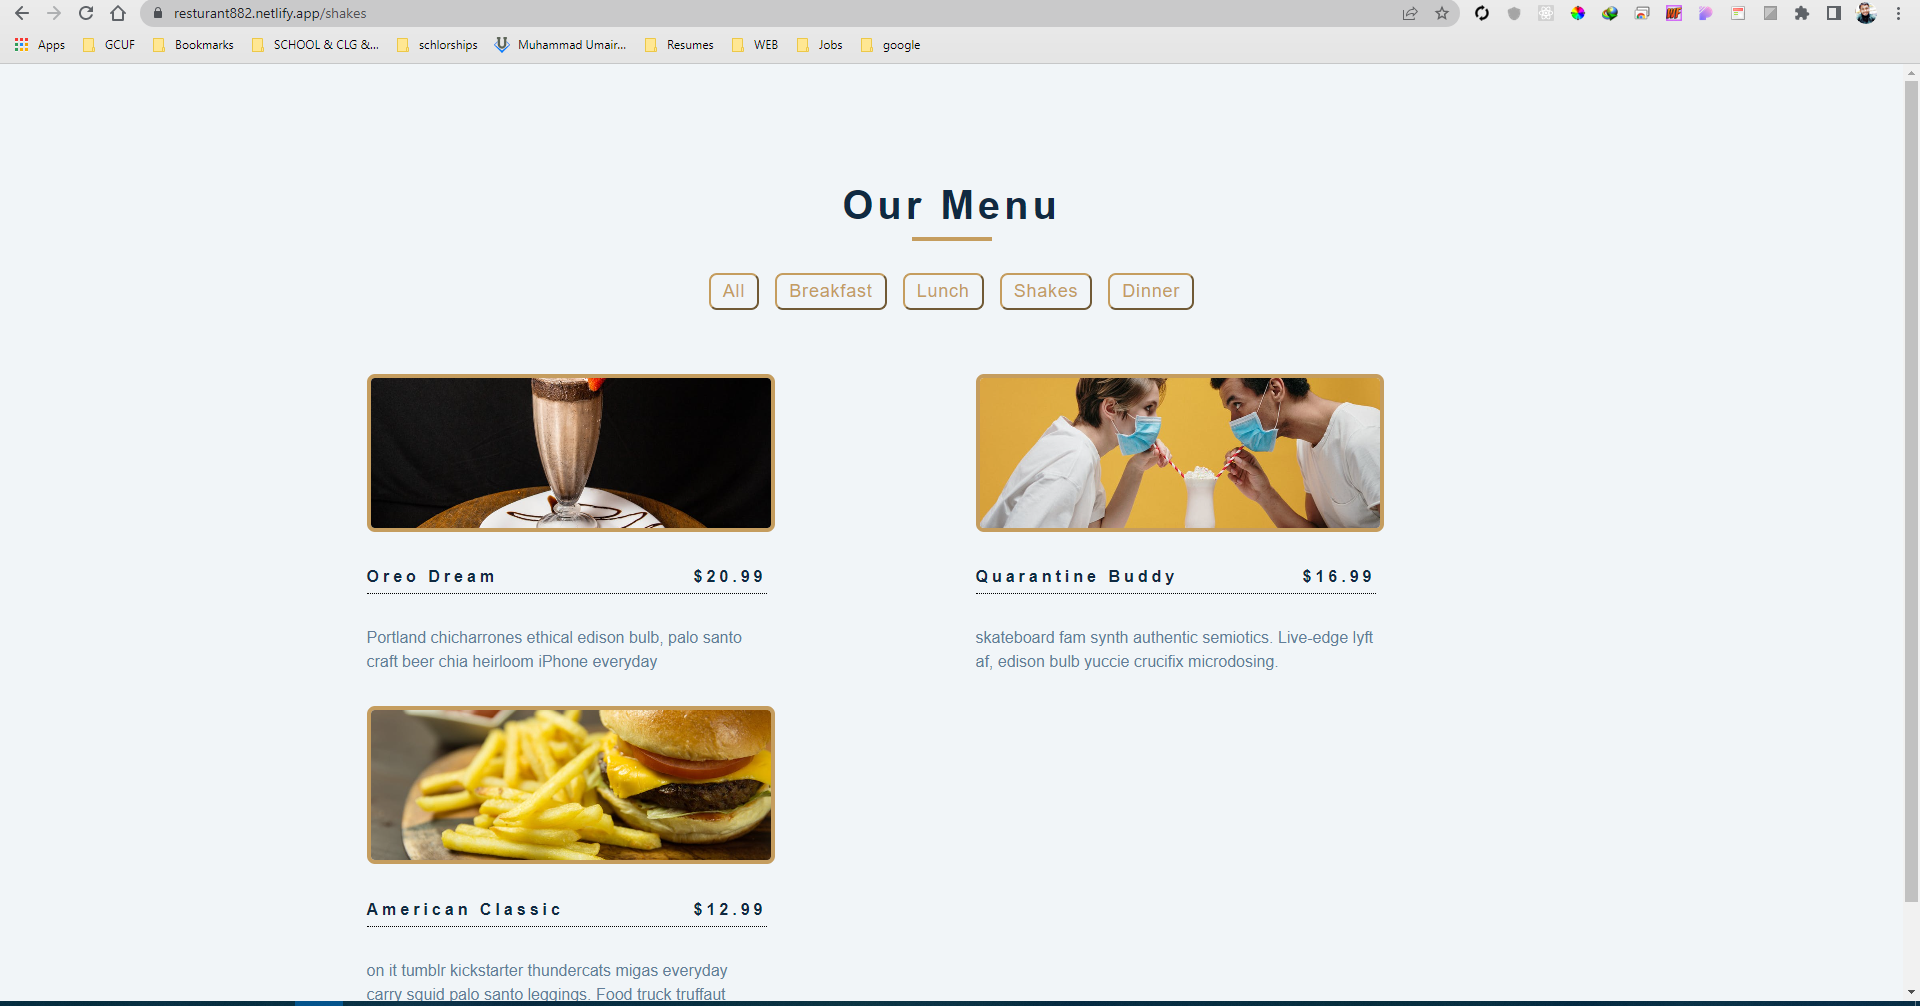 resturant882.netlify.app/shakes
Apps GCUF Bookmarks SCHOOL & CLG &... schlorships Muhammad Umair... Resumes WEB Jobs google
Our Menu
All Breakfast Lunch Shakes Dinner
Oreo Dream $20.99
Portland chicharrones ethical edison bulb, palo santo
craft beer chia heirloom iPhone everyday
Quarantine Buddy $16.99
skateboard fam synth authentic semiotics. Live-edge lyft
af, edison bulb yuccie crucifix microdosing.
American Classic $12.99
on it tumblr kickstarter thundercats migas everyday
carry squid palo santo leggings. Food truck truffaut